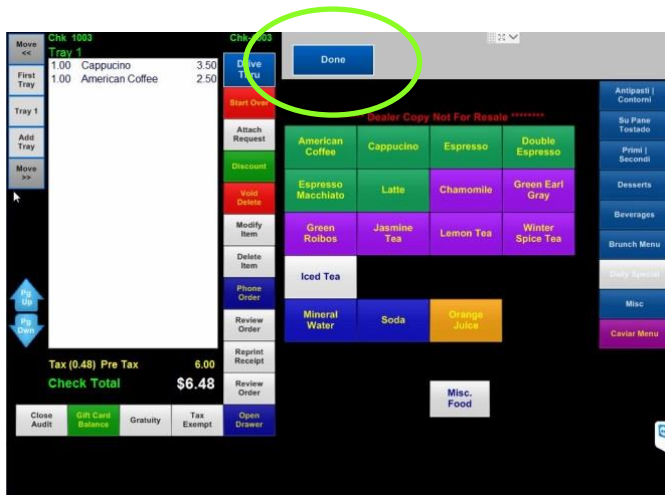 Move
<<
First
Tray
Tray 1
Add
Tray
Move
>>
Pg
Up
Pg
Dwn
Chk 1003
Tray 1
1.00 Cappucino 3.50
1.00 American Coffee 2.50
Tax (0.48) Pre Tax 6.00
Check Total $6.48
Close
Audit
Gift Card
Balance
Gratuity
Tax
Exempt
Chk-1003
Drive
Thru
Start Over
Attach
Request
Discount
Void
Delete
Modify
Item
Delete
Item
Phone
Order
Review
Order
Reprint
Receipt
Review
Order
Open
Drawer
Done
Dealer Copy Not For Resale ********
American
Coffee
Cappucino
Espresso
Double
Espresso
Espresso
Macchiato
Latte
Chamomile
Green Earl
Gray
Green
Roibos
Jasmine
Tea
Lemon Tea
Winter
Spice Tea
Iced Tea
Mineral
Water
Soda
Orange
Juice
Misc.
Food
Antipasti |
Contorni
Su Pane
Tostado
Primi |
Secondi
Desserts
Beverages
Brunch Menu
Daily Special
Misc
Caviar Menu